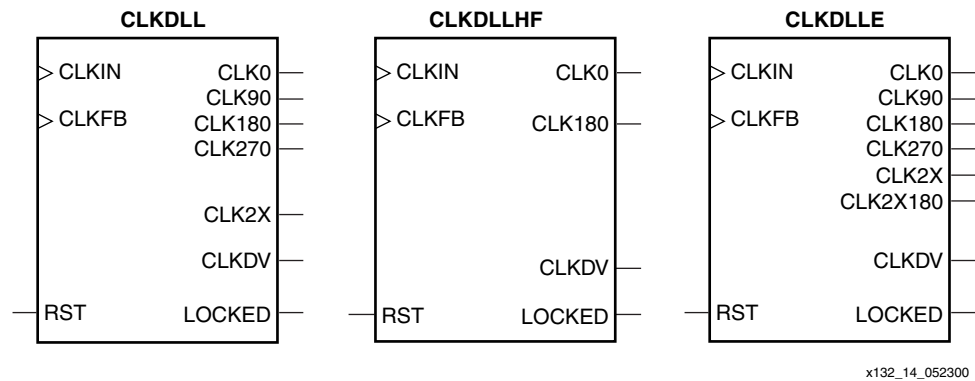 CLKDLL
CLKIN
CLKFB
RST
CLK0
CLK90
CLK180
CLK270
CLK2X
CLKDV
LOCKED
CLKDLLHF
CLKIN
CLKFB
RST
CLK0
CLK180
CLKDV
LOCKED
CLKDLLE
CLKIN
CLKFB
RST
CLK0
CLK90
CLK180
CLK270
CLK2X
CLK2X180
CLKDV
LOCKED
x132_14_052300